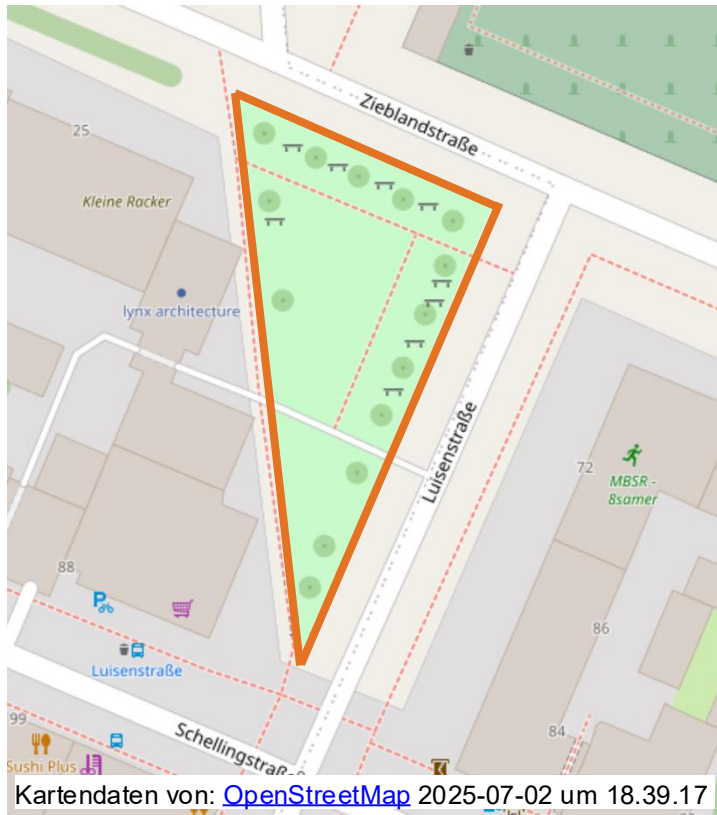 Zieblandstraße
25
Kleine Racker
lynx architecture
Luisenstraße
72
MBSR -
8samer
88
86
Luisenstraße
99
Schellingstraße
84
Sushi Plus
Kartendaten von: OpenStreetMap 2025-07-02 um 18.39.17